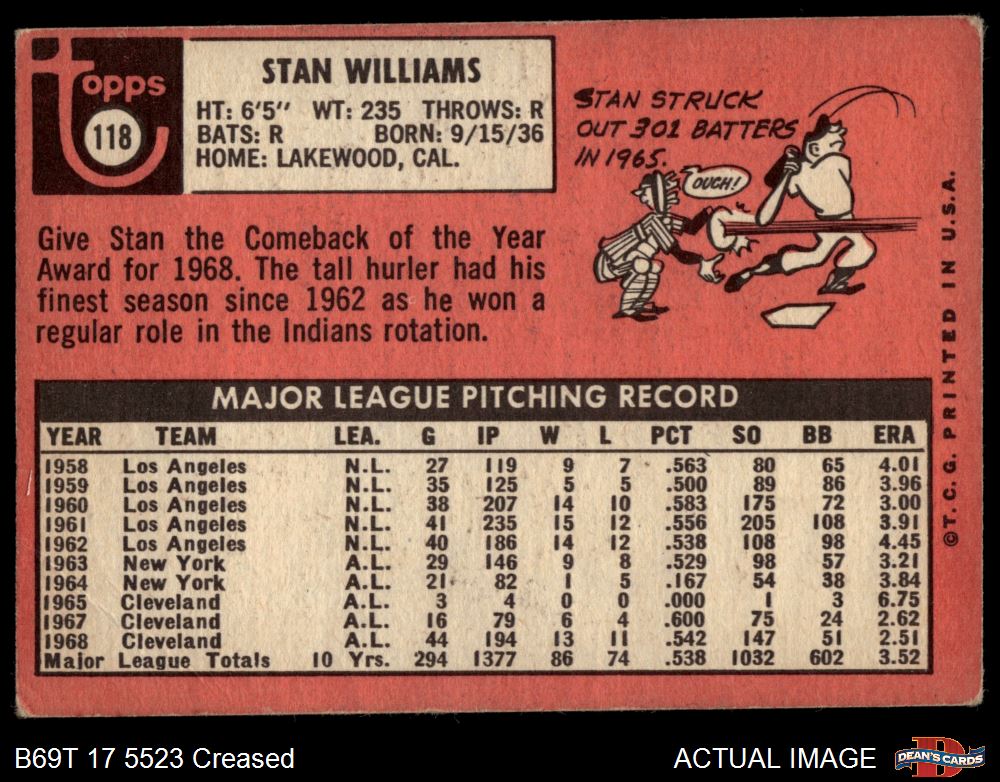 topps
118
STAN WILLIAMS
HT: 6'5" WT: 235 THROWS: R
BATS: R BORN: 9/15/36
HOME: LAKEWOOD, CAL.
STAN STRUCK
OUT 301 BATTERS
IN 1965.
OUCH!
Give Stan the Comeback of the Year
Award for 1968. The tall hurler had his
finest season since 1962 as he won a
regular role in the Indians rotation.
MAJOR LEAGUE PITCHING RECORD
YEAR TEAM LEA. G IP W L PCT SO BB ERA
1958 Los Angeles N.L. 27 119 9 7 .563 80 65 4.01
1959 Los Angeles N.L. 35 125 5 5 .500 89 86 3.96
1960 Los Angeles N.L. 38 207 14 10 .583 175 72 3.00
1961 Los Angeles N.L. 41 235 15 12 .556 205 108 3.91
1962 Los Angeles N.L. 40 186 14 12 .538 108 98 4.45
1963 New York A.L. 29 146 9 8 .529 98 57 3.21
1964 New York A.L. 21 82 1 5 .167 54 38 3.84
1965 Cleveland A.L. 3 4 0 0 .000 1 3 6.75
1967 Cleveland A.L. 16 79 6 4 .600 75 24 2.62
1968 Cleveland A.L. 44 194 13 11 .542 147 51 2.51
Major League Totals 10 Yrs. 294 1377 86 74 .538 1032 602 3.52
©T. C. G. PRINTED IN U.S.A.
B69T 17 5523 Creased
ACTUAL IMAGE
D
DEAN'S CARDS